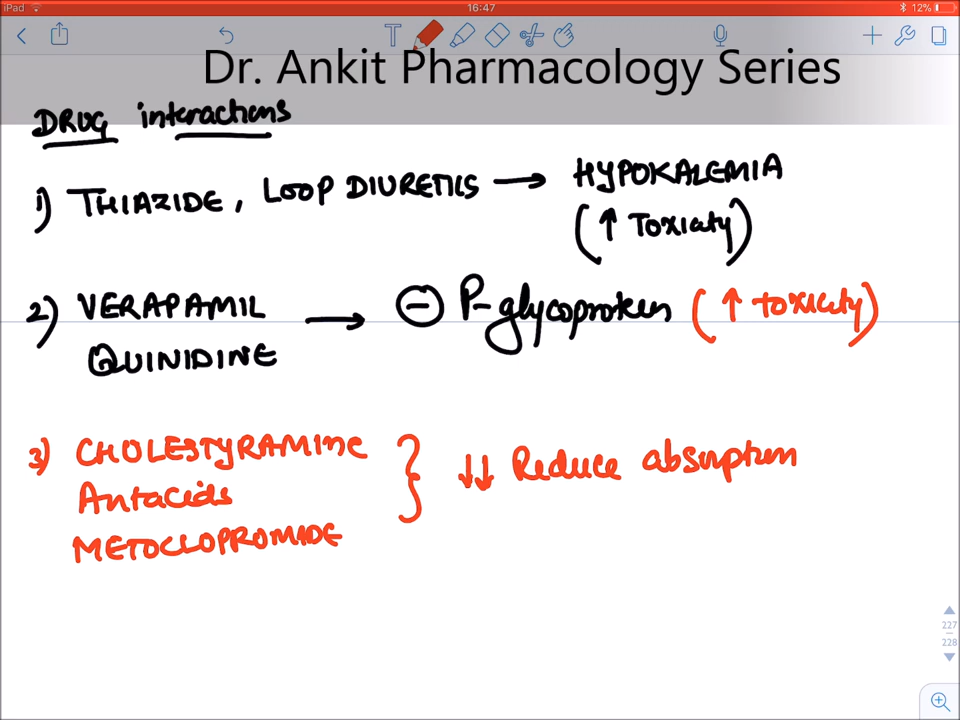 iPad 16:47 12%
T
Dr. Ankit Pharmacology Series
DRUG interactions
1) THIAZIDE, LOOP DIURETICS → HYPOKALEMIA
(↑ Toxicity)
2) VERAPAMIL → ⊖ P-glycoprotein (↑ toxicity)
QUINIDINE
3) CHOLESTYRAMINE } ↓↓ Reduce absorption
Antacids
METOCLOPROMADE
227
228